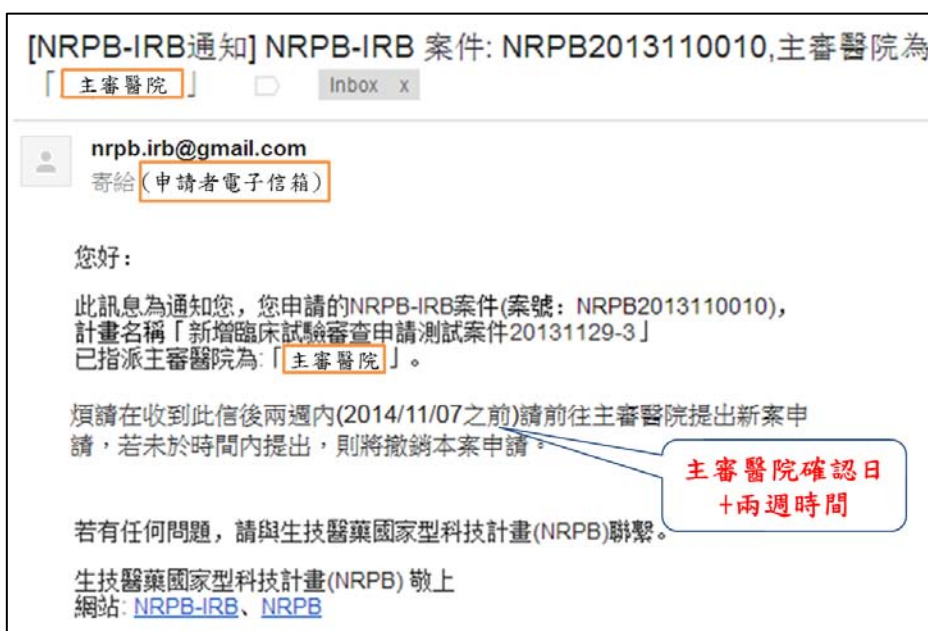 [NRPB-IRB通知] NRPB-IRB 案件: NRPB2013110010,主審醫院為
「主審醫院」 Inbox x
nrpb.irb@gmail.com
寄給(申請者電子信箱)
您好：
此訊息為通知您，您申請的NRPB-IRB案件(案號：NRPB2013110010)，
計畫名稱「新增臨床試驗審查申請測試案件20131129-3」
已指派主審醫院為:「主審醫院」。
煩請在收到此信後兩週內(2014/11/07之前)請前往主審醫院提出新案申
請，若未於時間內提出，則將撤銷本案申請。
主審醫院確認日
+兩週時間
若有任何問題，請與生技醫藥國家型科技計畫(NRPB)聯繫。
生技醫藥國家型科技計畫(NRPB) 敬上
網站: NRPB-IRB、NRPB